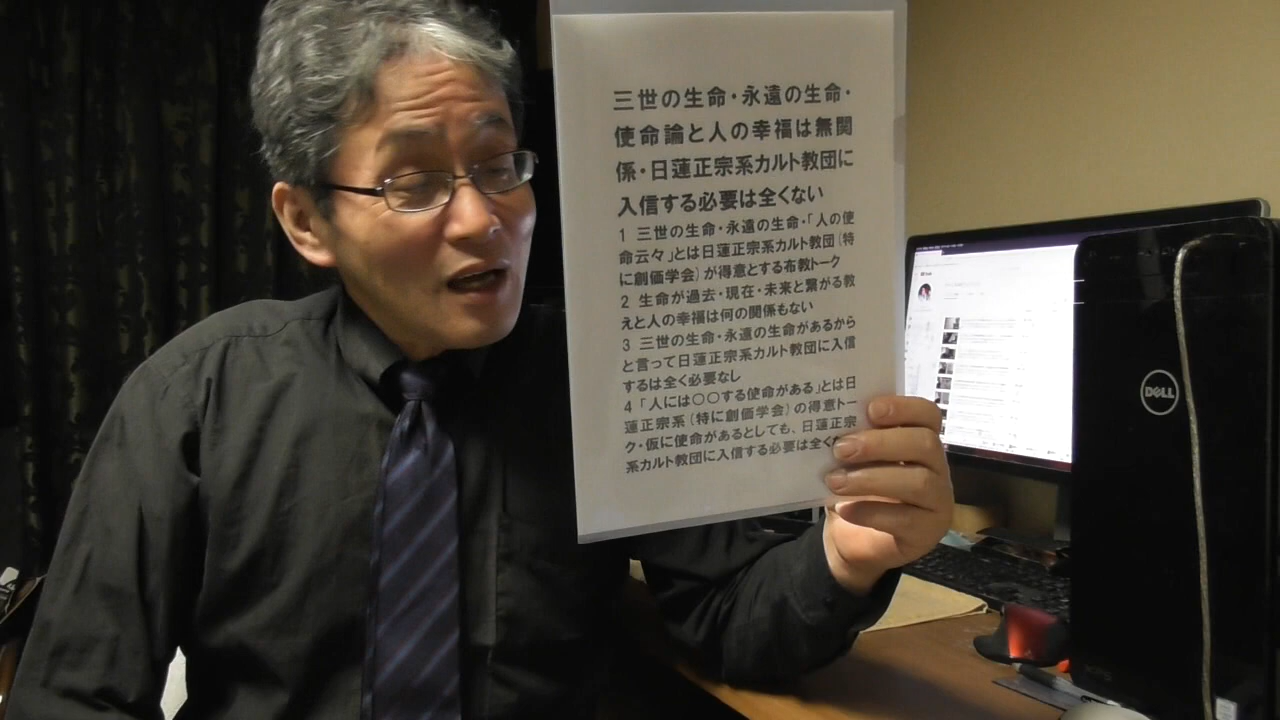 三世の生命・永遠の生命・
使命論と人の幸福は無関
係・日蓮正宗系カルト教団に
入信する必要は全くない
1 三世の生命・永遠の生命・「人の使
命云々」とは日蓮正宗系カルト教団(特
に創価学会)が得意とする布教トーク
2 生命が過去・現在・未来と繋がる教
えと人の幸福は何の関係もない
3 三世の生命・永遠の生命があるから
と言って日蓮正宗系カルト教団に入信
するは全く必要なし
4 「人には〇〇する使命がある」とは日
蓮正宗系(特に創価学会)の得意トー
ク・仮に使命があるとしても、日蓮正宗
系カルト教団に入信する必要は全く
DELL